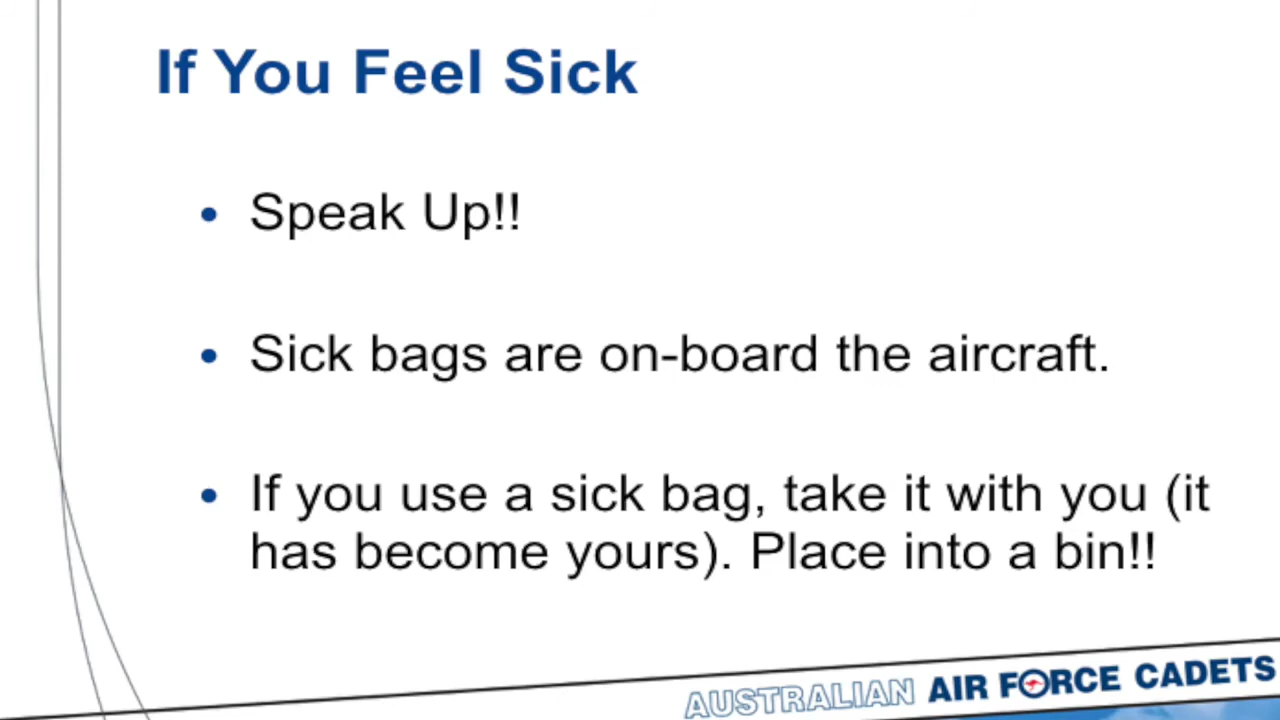 If You Feel Sick
• Speak Up!!
• Sick bags are on-board the aircraft.
• If you use a sick bag, take it with you (it
has become yours). Place into a bin!!
AUSTRALIAN AIR FORCE CADETS